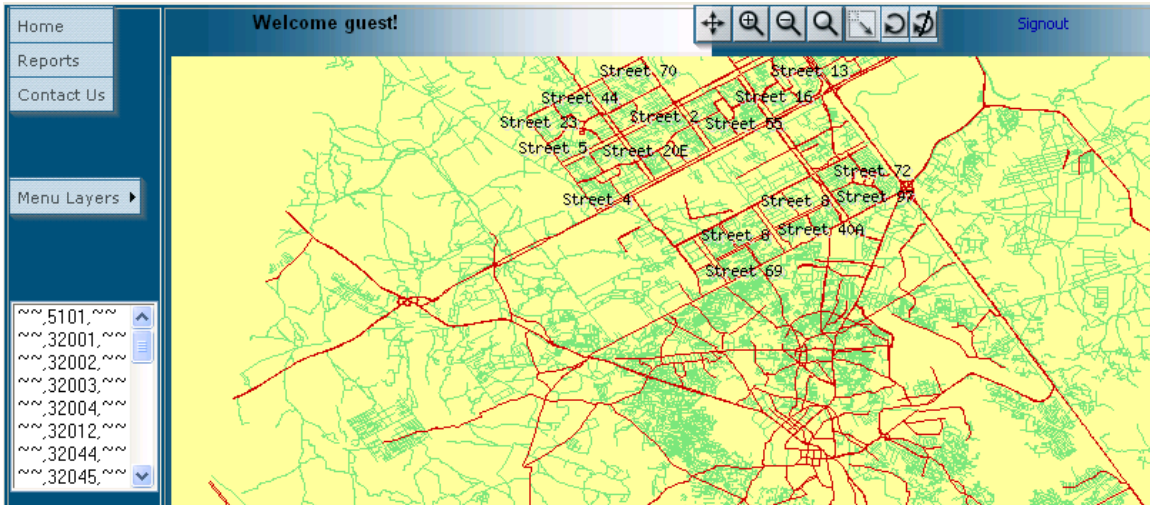 Home
Reports
Contact Us
Menu Layers
~~,5101,~~
~~,32001,~~
~~,32002,~~
~~,32003,~~
~~,32004,~~
~~,32012,~~
~~,32044,~~
~~,32045,~~
Welcome guest!
Signout
Street 70
Street 13
Street 44
Street 16
Street 23
Street 2
Street 55
Street 5
Street 20E
Street 72
Street 4
Street 8
Street 97
Street 8
Street 40A
Street 69